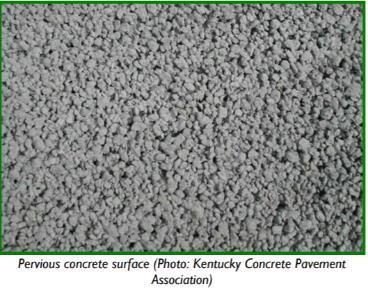 Pervious concrete surface (Photo: Kentucky Concrete Pavement
Association)